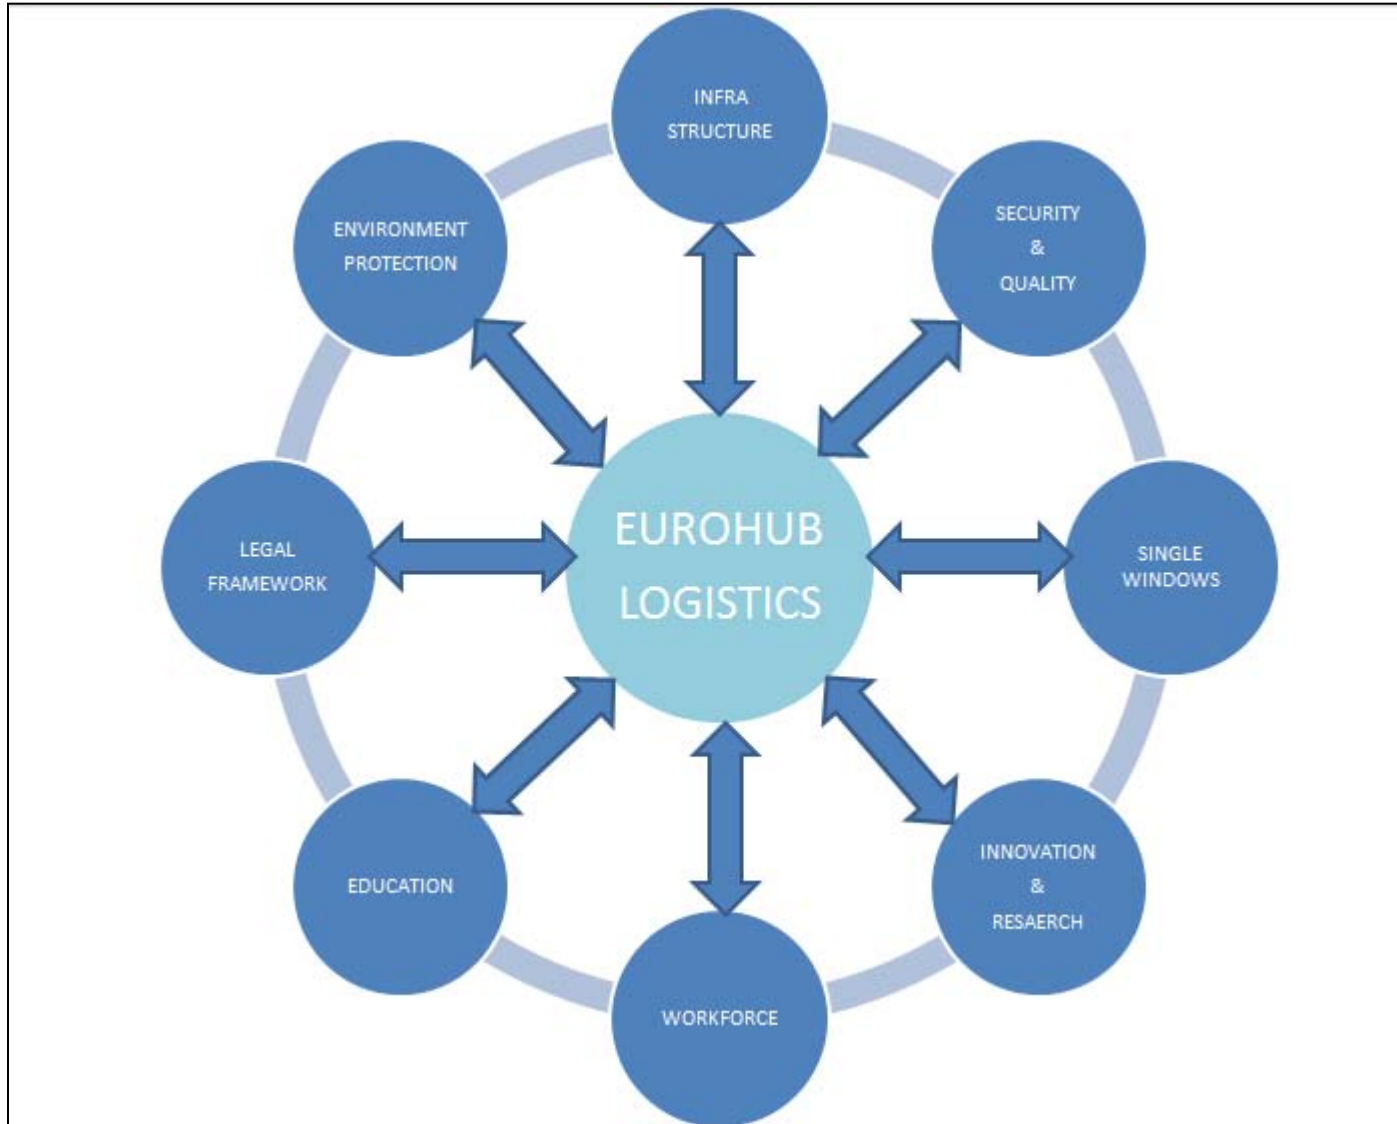 INFRA
STRUCTURE
SECURITY
&
QUALITY
SINGLE
WINDOWS
INNOVATION
&
RESAERCH
WORKFORCE
EDUCATION
LEGAL
FRAMEWORK
ENVIRONMENT
PROTECTION
EUROHUB
LOGISTICS